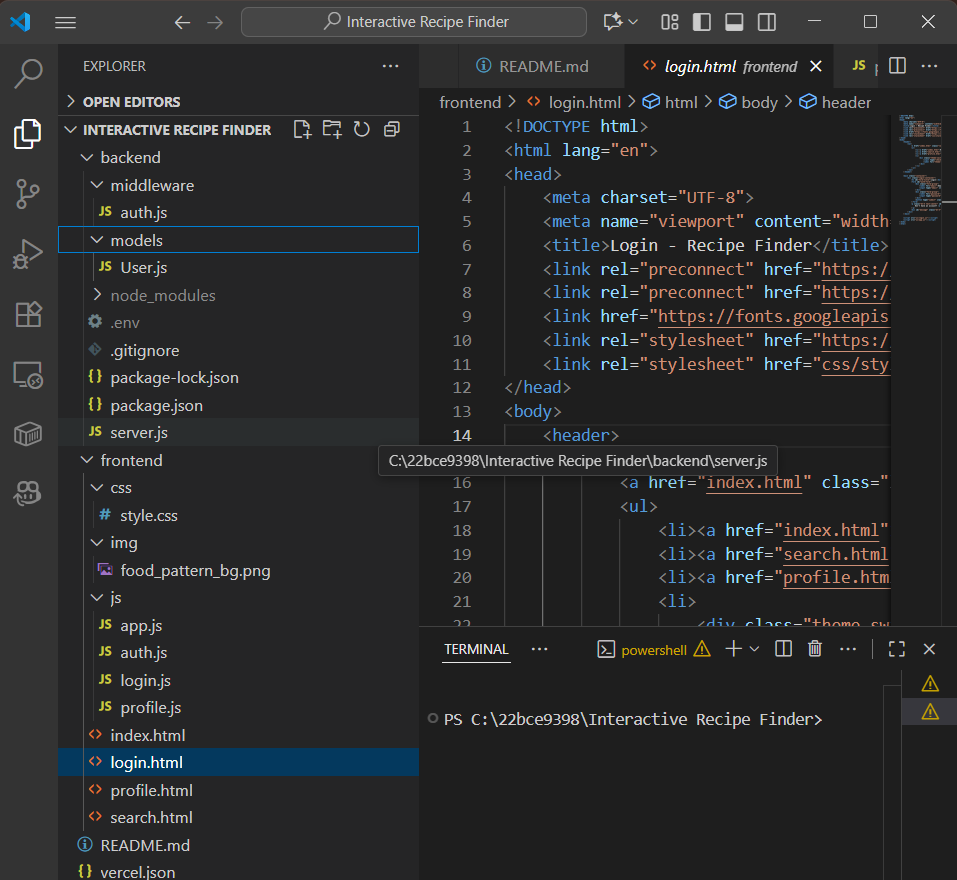 Interactive Recipe Finder
EXPLORER
OPEN EDITORS
INTERACTIVE RECIPE FINDER
backend
middleware
JS auth.js
models
JS User.js
node_modules
.env
.gitignore
{} package-lock.json
{} package.json
JS server.js
frontend
css
# style.css
img
food_pattern_bg.png
js
JS app.js
JS auth.js
JS login.js
JS profile.js
<> index.html
<> login.html
<> profile.html
<> search.html
README.md
{} vercel.json
README.md
<> login.html frontend
JS
frontend > <> login.html > html > body > header
1 <!DOCTYPE html>
2 <html lang="en">
3 <head>
4 <meta charset="UTF-8">
5 <meta name="viewport" content="width=
6 <title>Login - Recipe Finder</title>
7 <link rel="preconnect" href="https:/
8 <link rel="preconnect" href="https:/
9 <link href="https://fonts.googleapis
10 <link rel="stylesheet" href="https:/
11 <link rel="stylesheet" href="css/sty
12 </head>
13 <body>
14 <header>
C:\22bce9398\Interactive Recipe Finder\backend\server.js
16 <a href="index.html" class="
17 <ul>
18 <li><a href="index.html"
19 <li><a href="search.html
20 <li><a href="profile.htm
21 <li>
22 <div class="theme-sw
TERMINAL
powershell
PS C:\22bce9398\Interactive Recipe Finder>